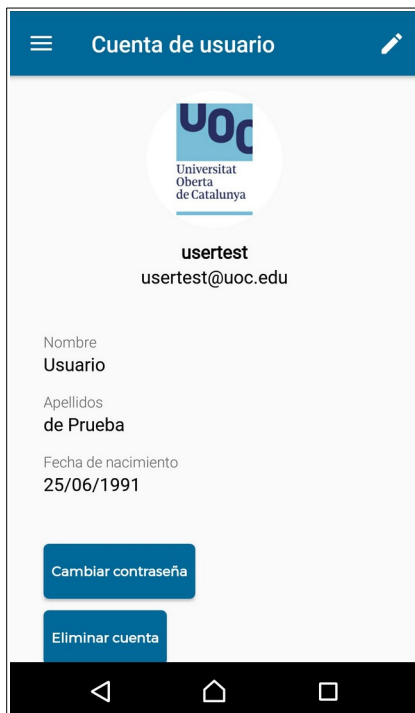 Cuenta de usuario
UOC
Universitat
Oberta
de Catalunya
usertest
usertest@uoc.edu
Nombre
Usuario
Apellidos
de Prueba
Fecha de nacimiento
25/06/1991
Cambiar contraseña
Eliminar cuenta